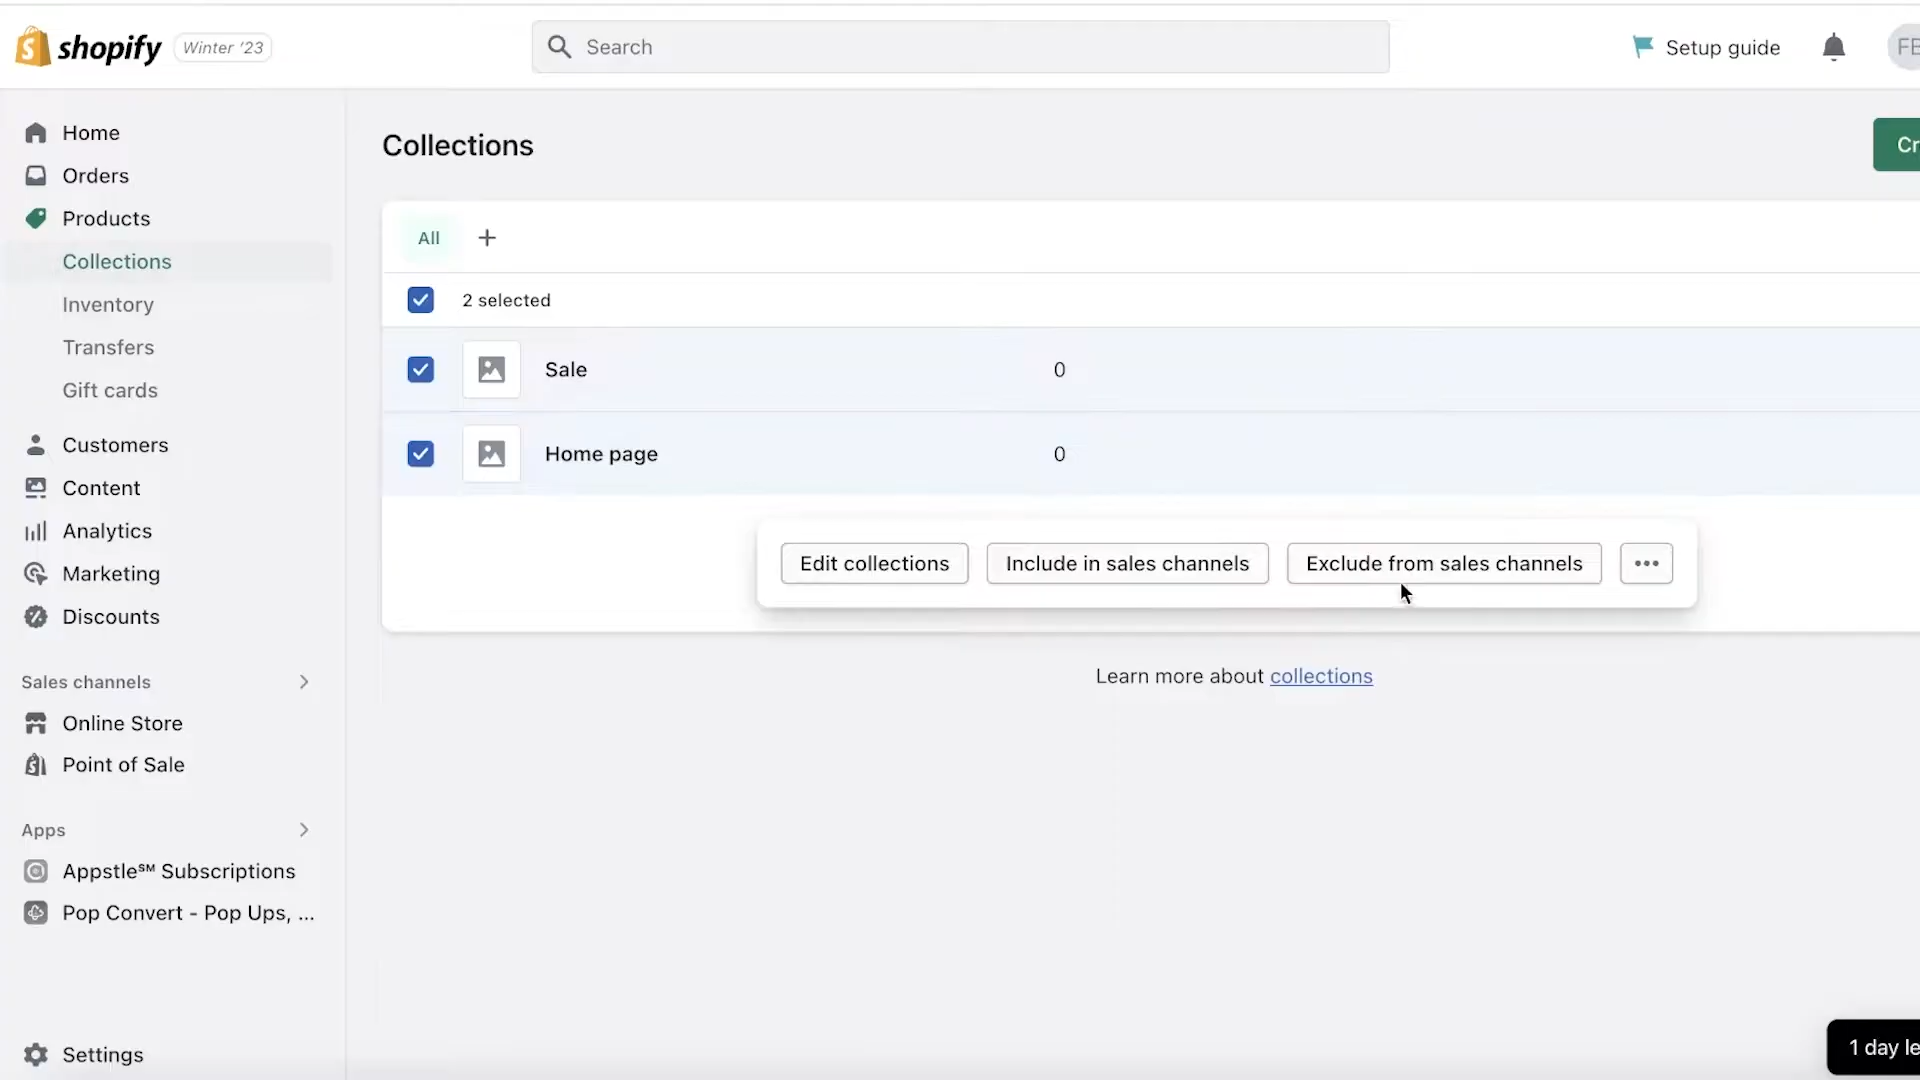 shopify Winter '23
Search
Setup guide
FE
Home
Orders
Products
Collections
Inventory
Transfers
Gift cards
Customers
Content
Analytics
Marketing
Discounts
Sales channels
Online Store
Point of Sale
Apps
Appstle℠ Subscriptions
Pop Convert - Pop Ups, ...
Settings
Collections
Cr
All +
2 selected
Sale 0
Home page 0
Edit collections Include in sales channels Exclude from sales channels
Learn more about collections
1 day le